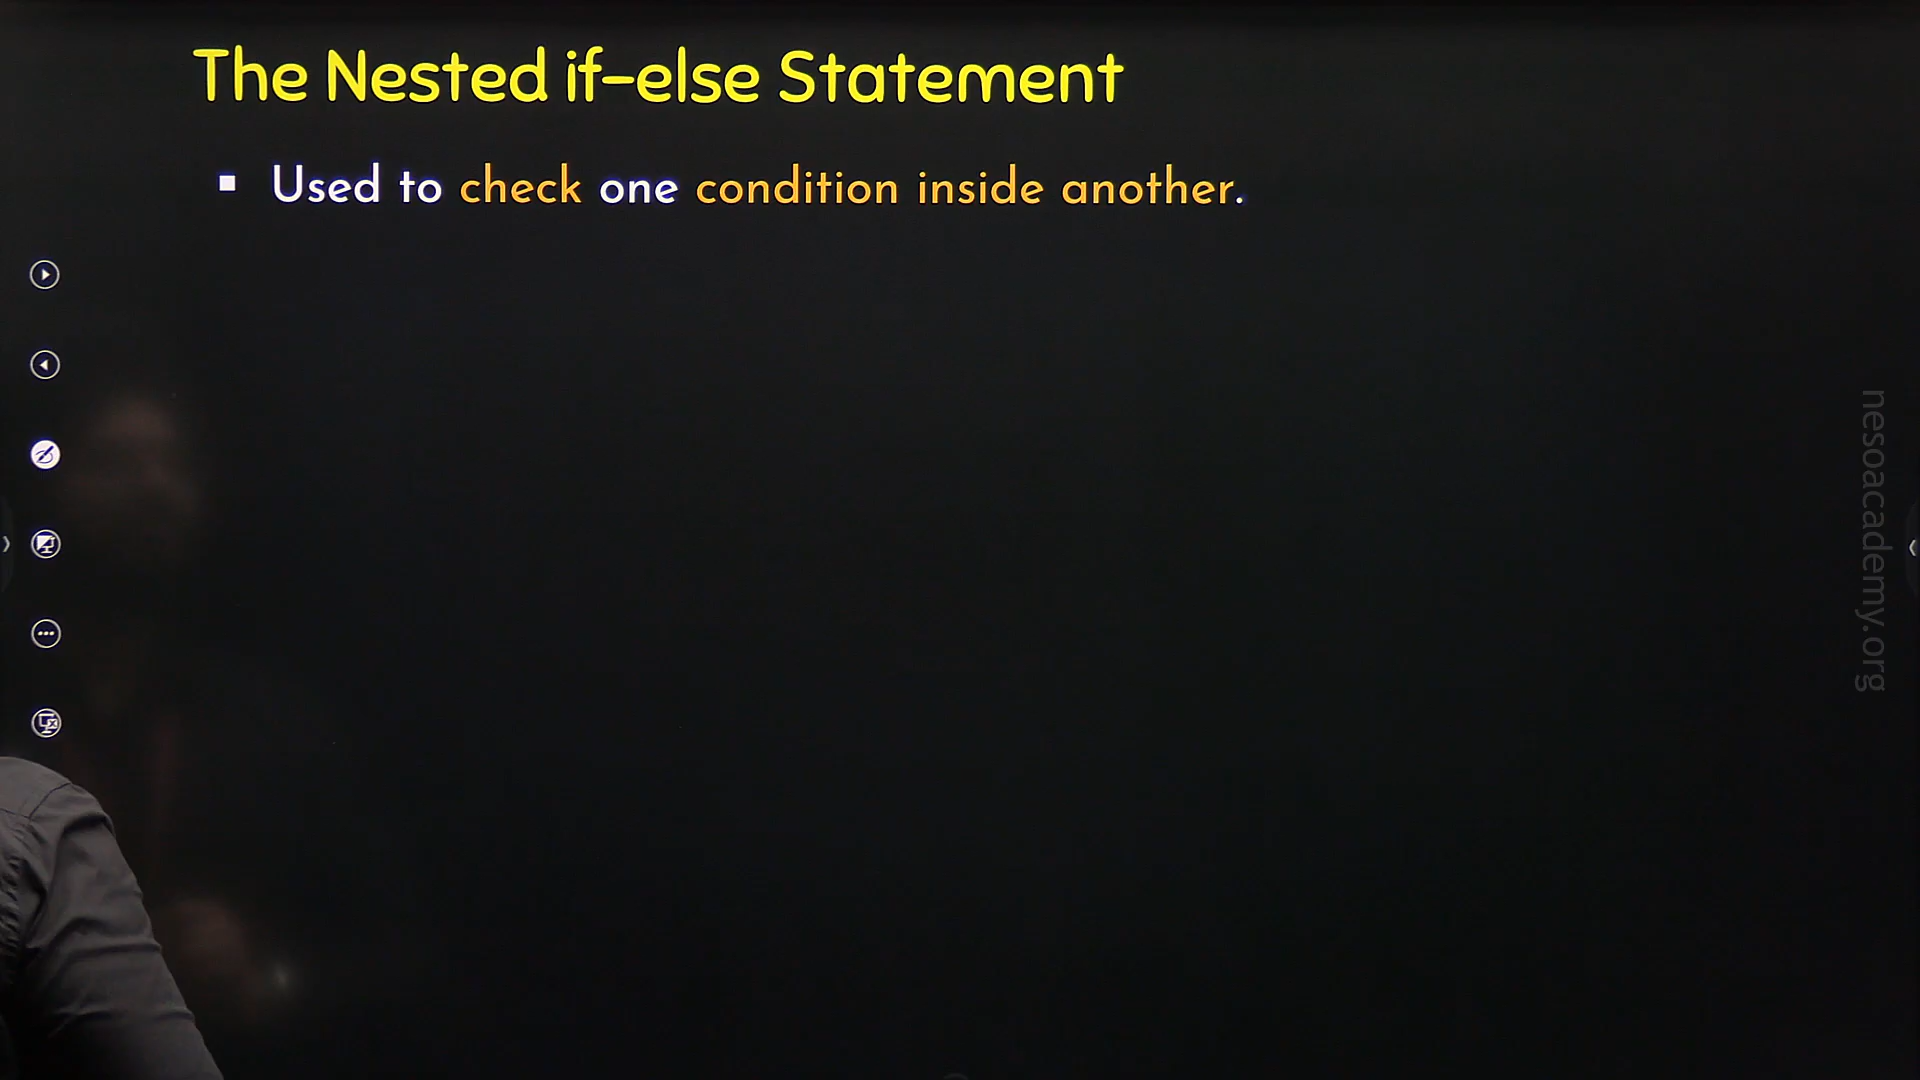 The Nested if-else Statement
▪ Used to check one condition inside another.
nesoacademy.org